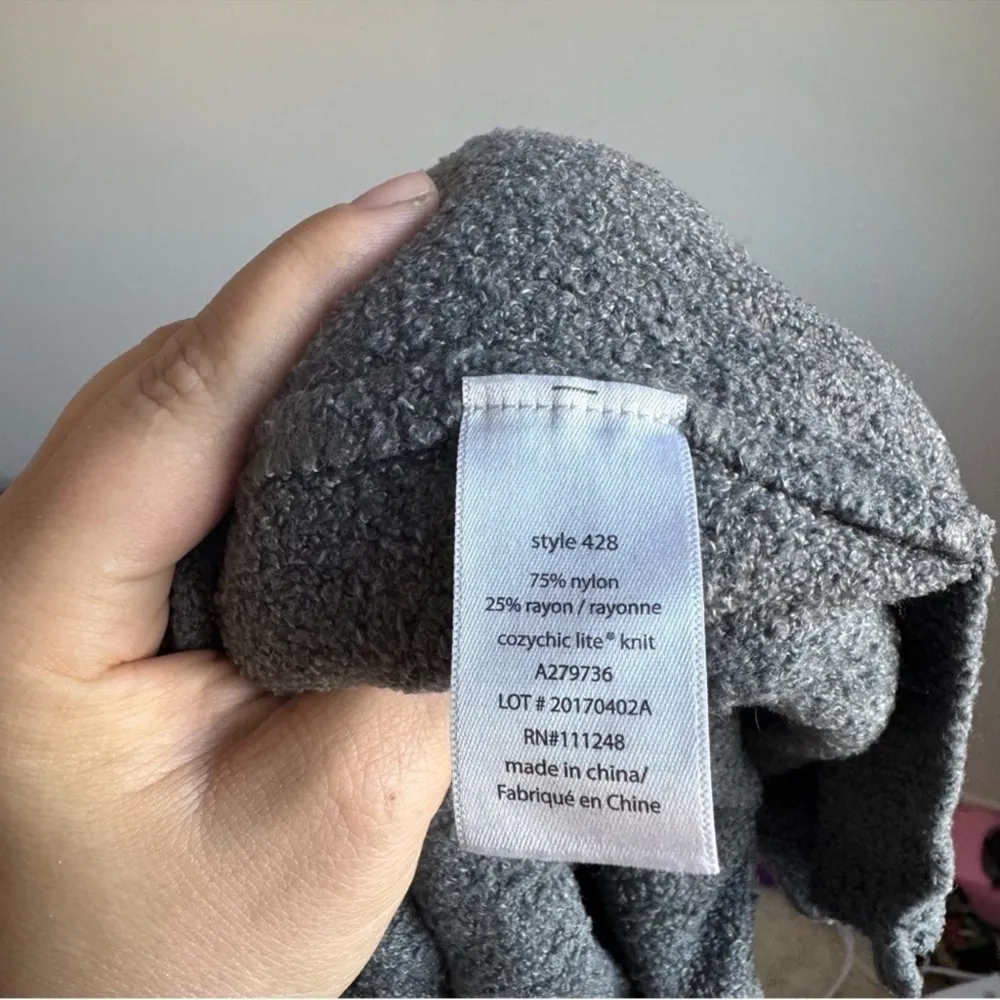 style 428
75% nylon
25% rayon / rayonne
cozychic lite® knit
A279736
LOT # 20170402A
RN#111248
made in china/
Fabriqué en Chine